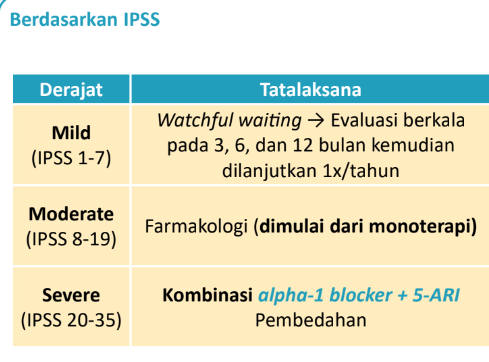 Berdasarkan IPSS
Derajat
Tatalaksana
Mild
(IPSS 1-7)
Watchful waiting → Evaluasi berkala
pada 3, 6, dan 12 bulan kemudian
dilanjutkan 1x/tahun
Moderate
(IPSS 8-19)
Farmakologi (dimulai dari monoterapi)
Severe
(IPSS 20-35)
Kombinasi alpha-1 blocker + 5-ARI
Pembedahan